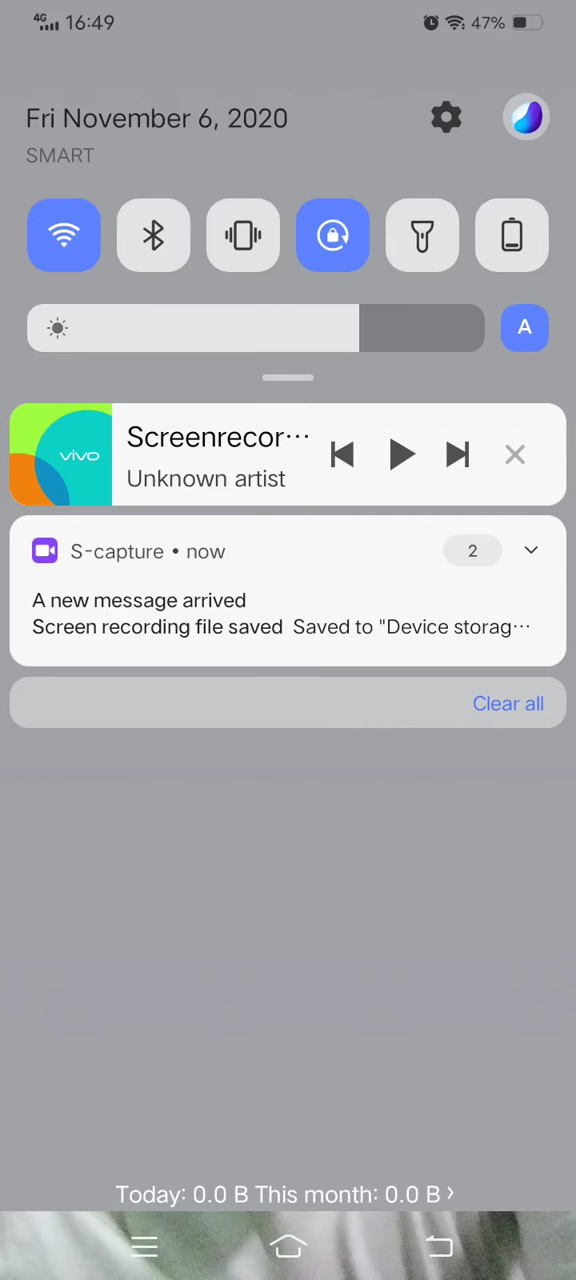 4G 16:49 47%
Fri November 6, 2020
SMART
A
vivo
Screenrecor···
Unknown artist
S-capture • now 2
A new message arrived
Screen recording file saved Saved to "Device storag···
Clear all
Today: 0.0 B This month: 0.0 B ›